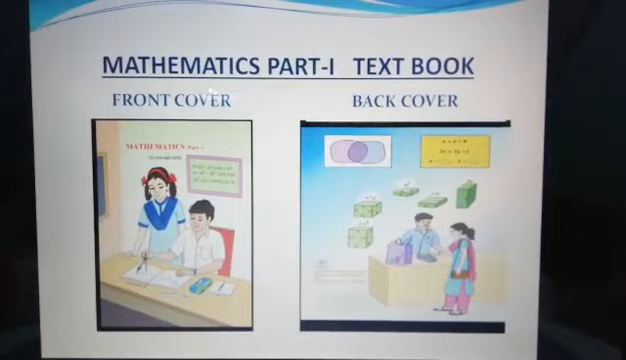 MATHEMATICS PART-I TEXT BOOK
FRONT COVER
BACK COVER
MATHEMATICS Part-I